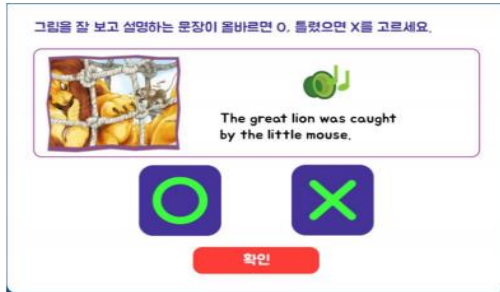 그림을 잘 보고 설명하는 문장이 올바르면 O, 틀렸으면 X를 고르세요.
The great lion was caught
by the little mouse.
O X
확인